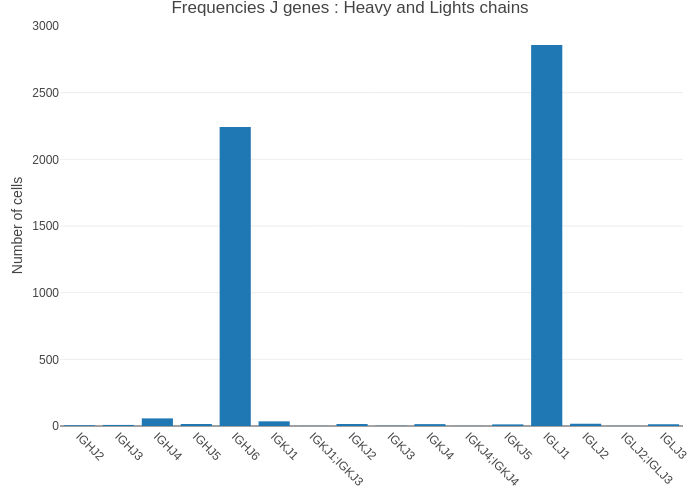 Frequencies J genes : Heavy and Lights chains
Number of cells
3000
2500
2000
1500
1000
500
0
IGHJ2
IGHJ3
IGHJ4
IGHJ5
IGHJ6
IGKJ1
IGKJ1;IGKJ3
IGKJ2
IGKJ3
IGKJ4
IGKJ4;IGKJ4
IGKJ5
IGLJ1
IGLJ2
IGLJ2;IGLJ3
IGLJ3